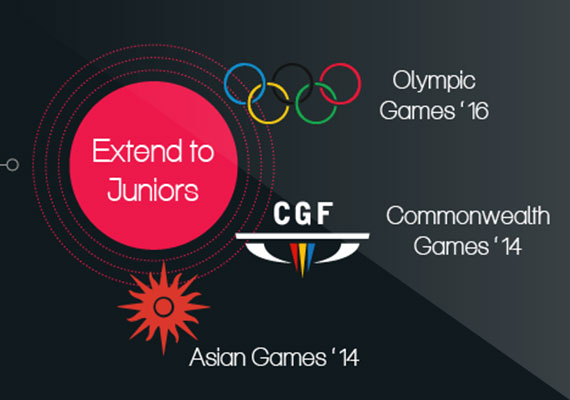 Extend to
Juniors
Olympic
Games '16
CGF
Commonwealth
Games '14
Asian Games '14